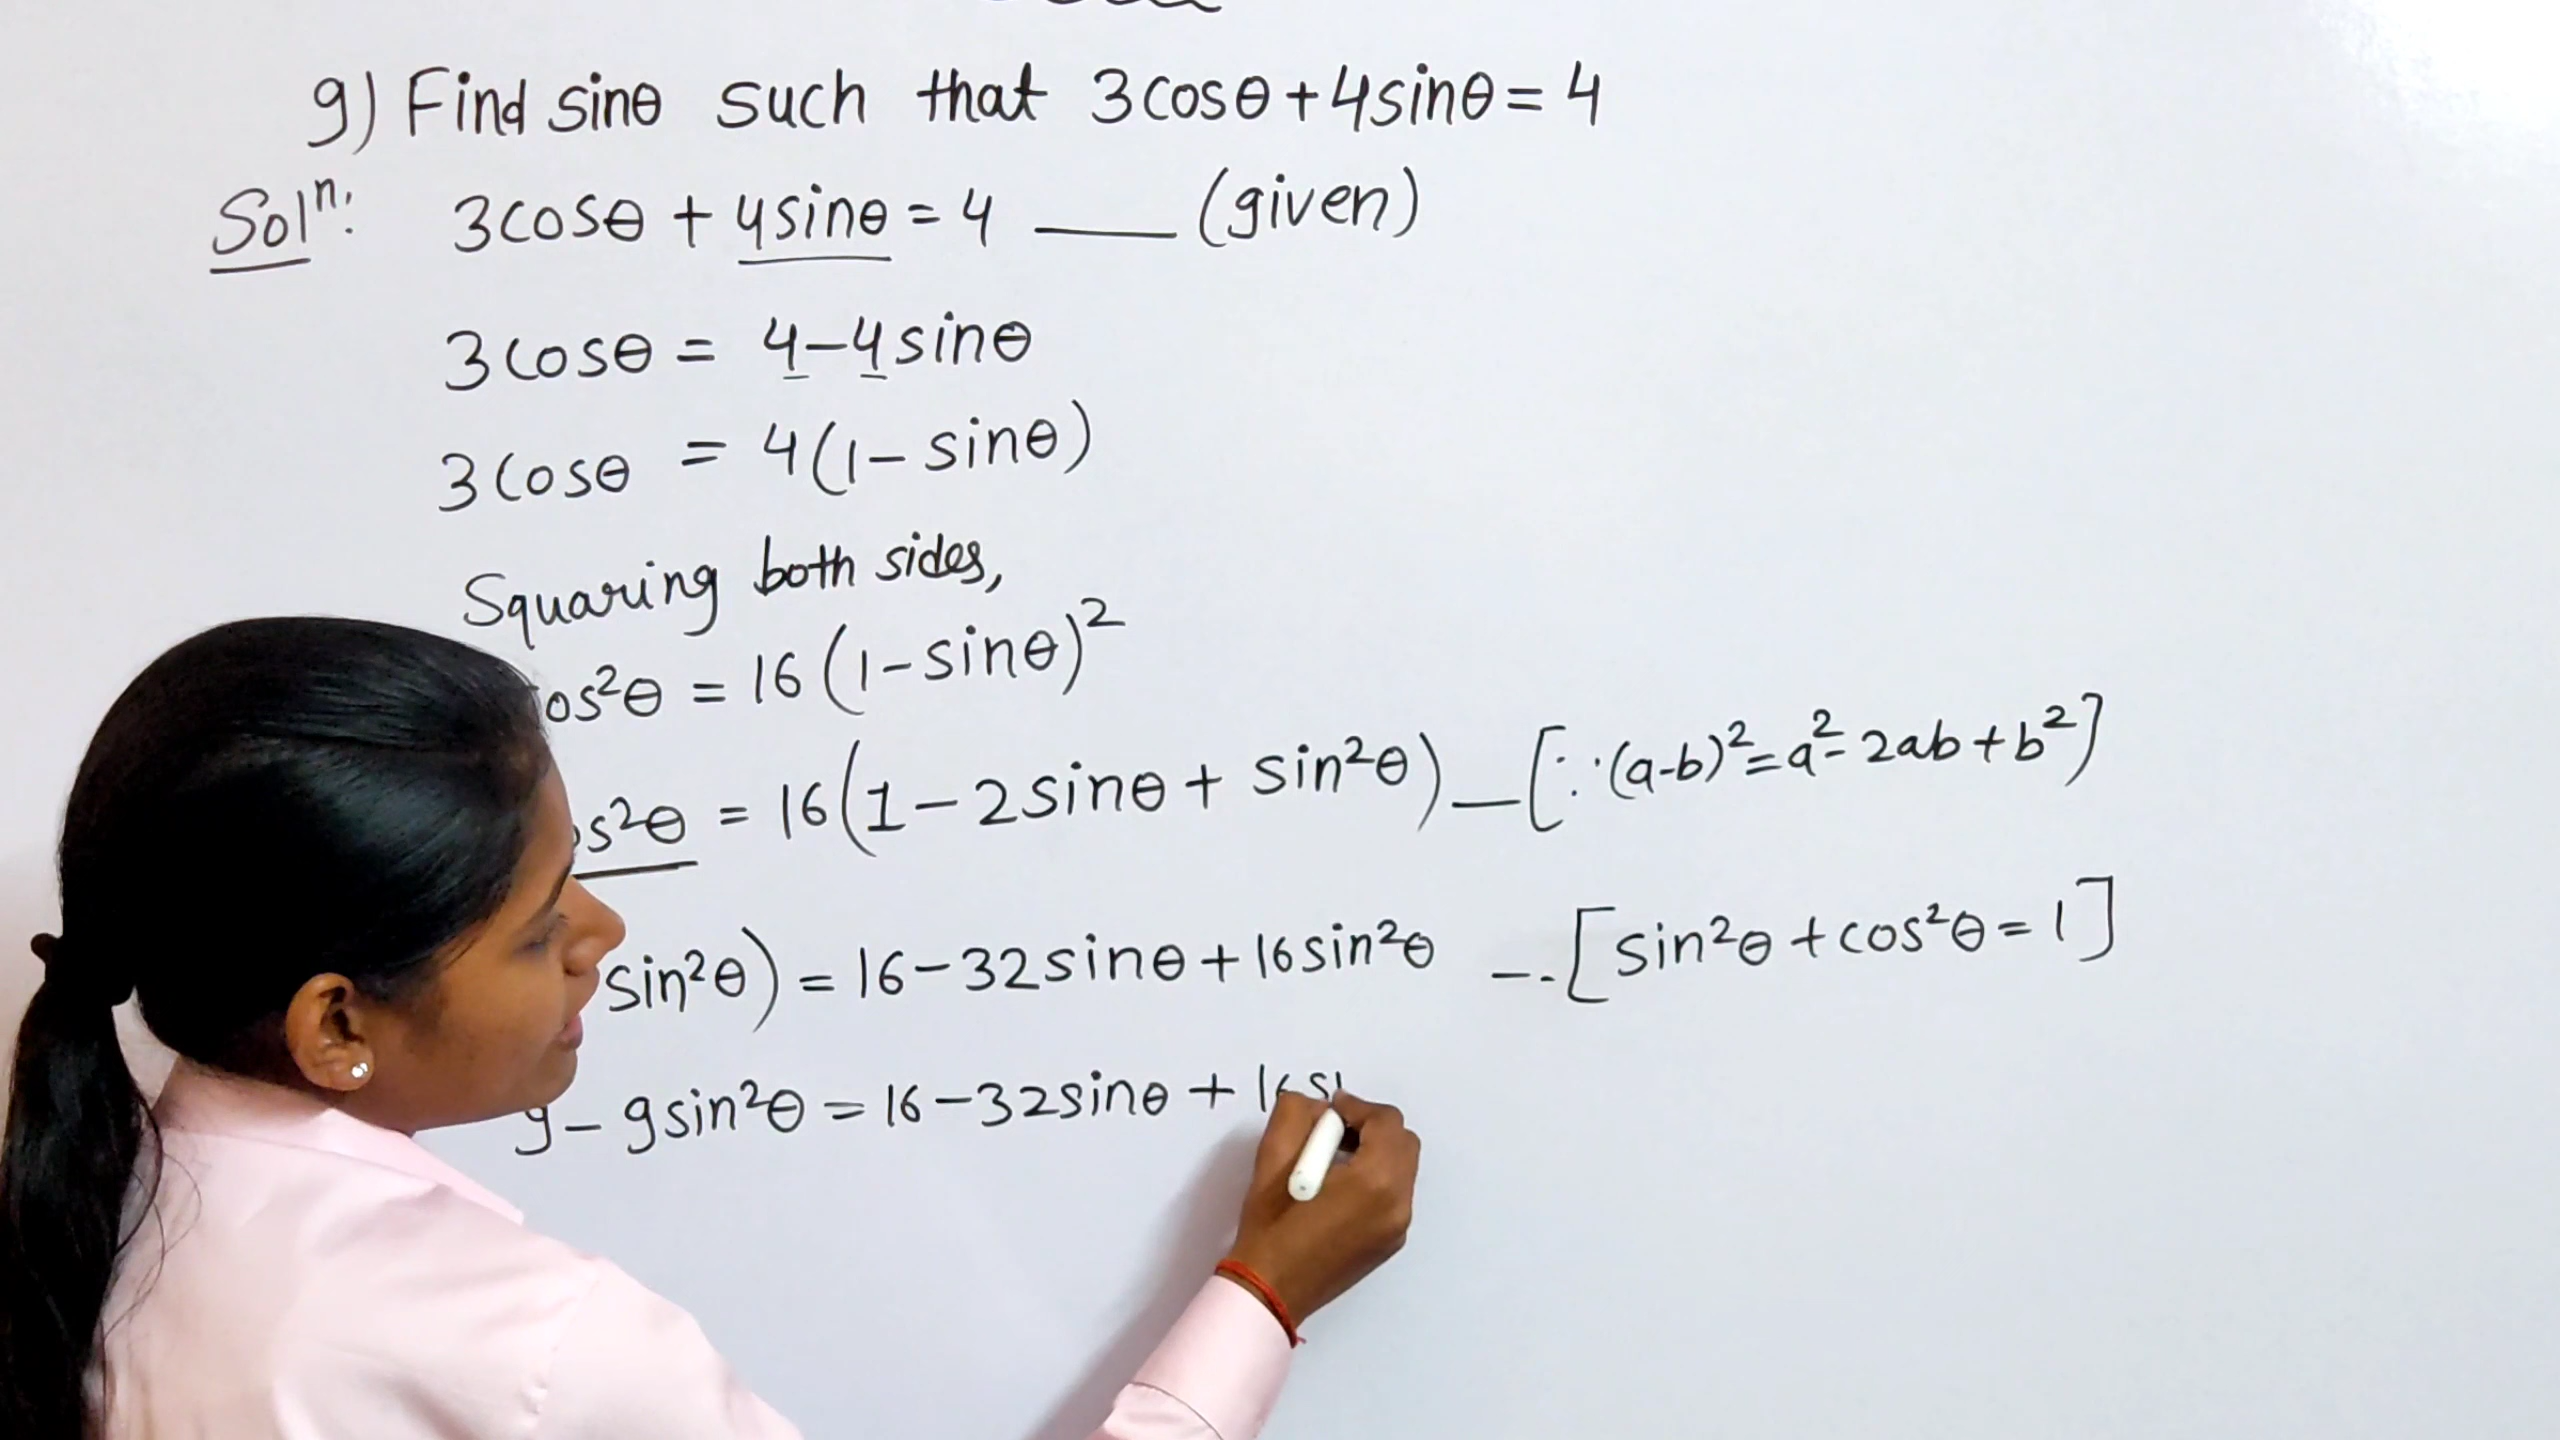 9) Find sinθ such that 3cosθ+4sinθ=4
Solⁿ: 3cosθ + 4sinθ = 4 ___ (given)
3cosθ = 4-4sinθ
3cosθ = 4(1-sinθ)
Squaring both sides,
os²θ = 16(1-sinθ)²
s²θ = 16(1-2sinθ+sin²θ) — [∵(a-b)²=a²-2ab+b²]
sin²θ) = 16-32sinθ+16sin²θ --[sin²θ+cos²θ=1]
9-9sin²θ = 16-32sinθ+16si